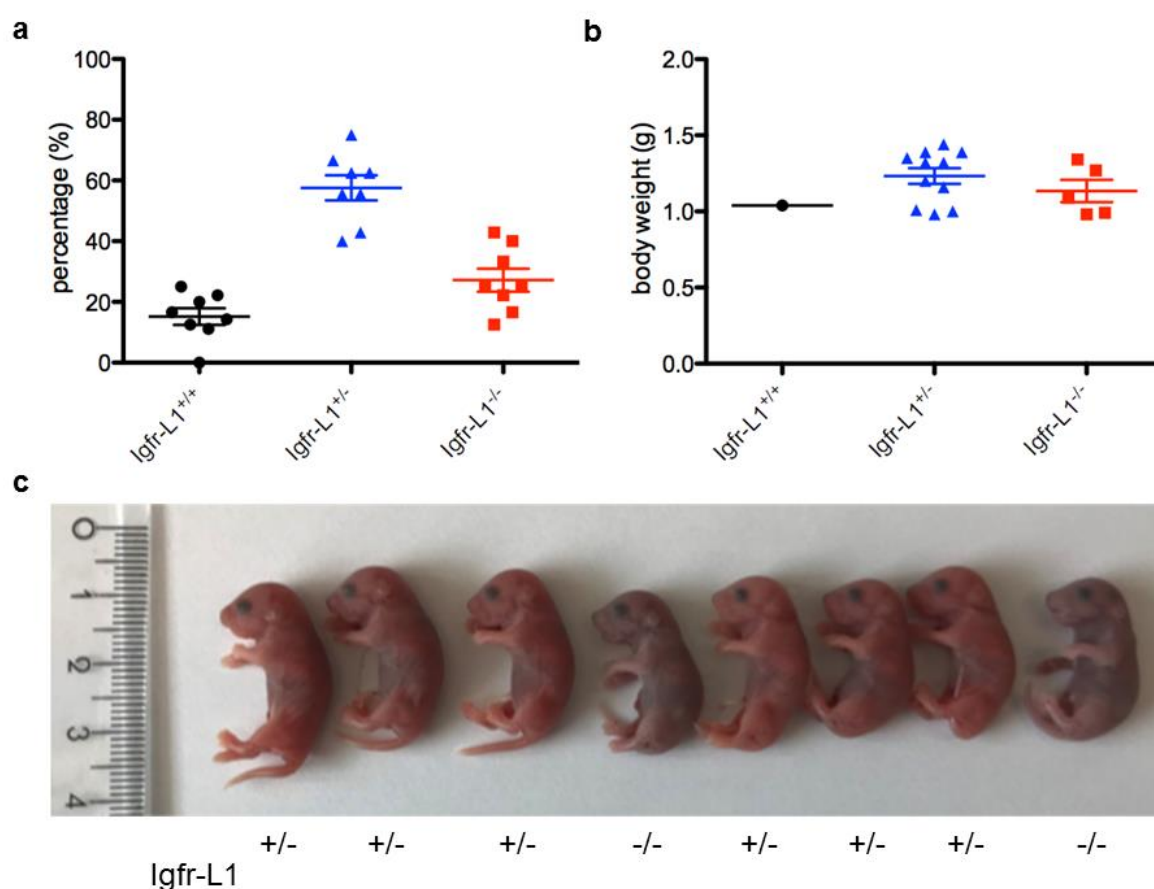 a
100
80
60
40
20
0
percentage (%)
Igfr-L1+/+
Igfr-L1+/-
Igfr-L1-/-
b
2.0
1.5
1.0
0.5
0.0
body weight (g)
Igfr-L1+/+
Igfr-L1+/-
Igfr-L1-/-
c
0
1
2
3
4
+/- +/- +/- -/- +/- +/- +/- -/-
Igfr-L1